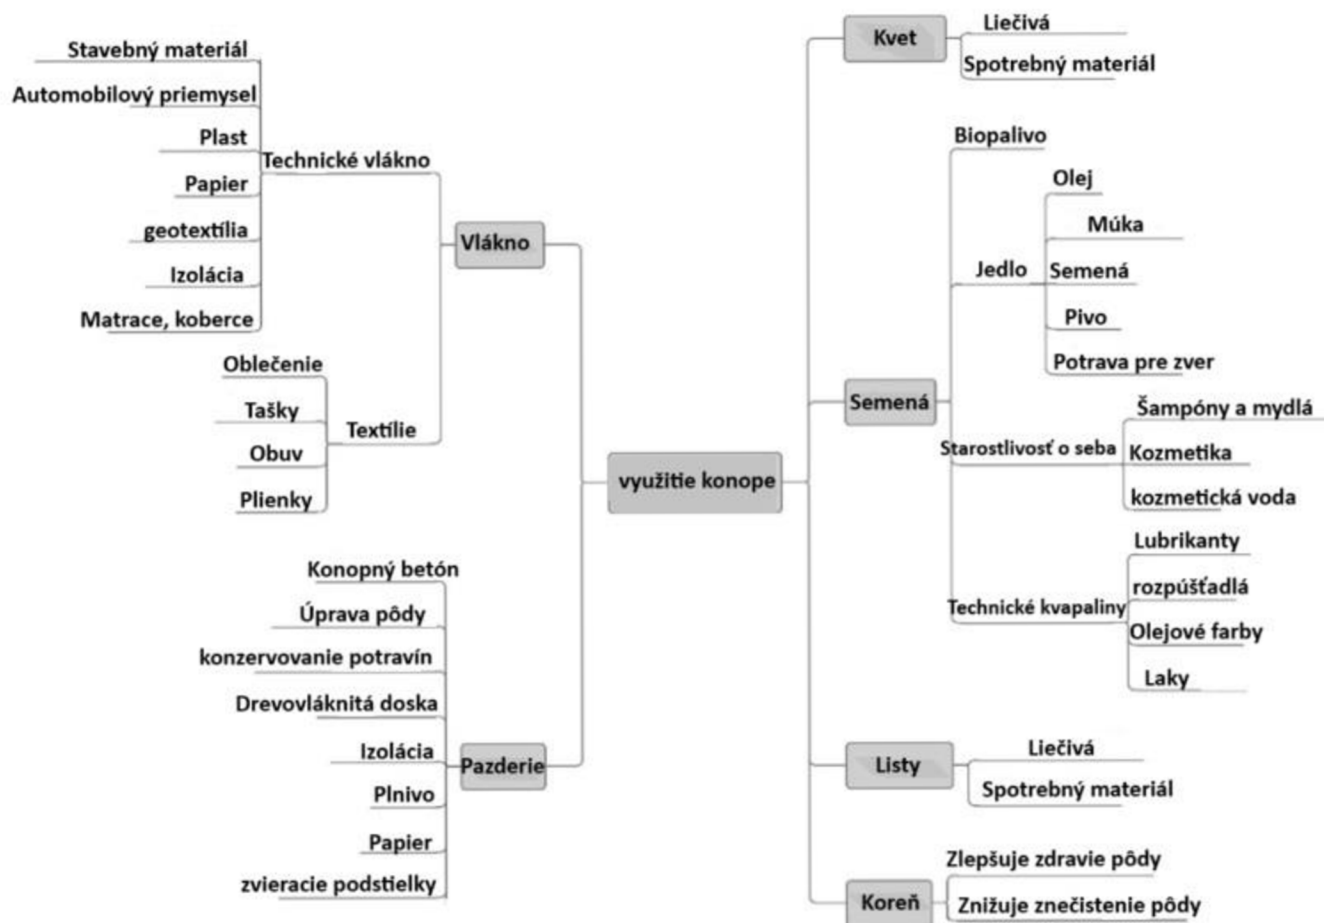 využitie konope
Vlákno
Technické vlákno
Stavebný materiál
Automobilový priemysel
Plast
Papier
geotextília
Izolácia
Matrace, koberce
Textílie
Oblečenie
Tašky
Obuv
Plienky
Pazderie
Konopný betón
Úprava pôdy
konzervovanie potravín
Drevovláknitá doska
Izolácia
Plnivo
Papier
zvieracie podstielky
Kvet
Liečivá
Spotrebný materiál
Semená
Biopalivo
Jedlo
Olej
Múka
Semená
Pivo
Potrava pre zver
Starostlivosť o seba
Šampóny a mydlá
Kozmetika
kozmetická voda
Technické kvapaliny
Lubrikanty
rozpúšťadlá
Olejové farby
Laky
Listy
Liečivá
Spotrebný materiál
Koreň
Zlepšuje zdravie pôdy
Znižuje znečistenie pôdy